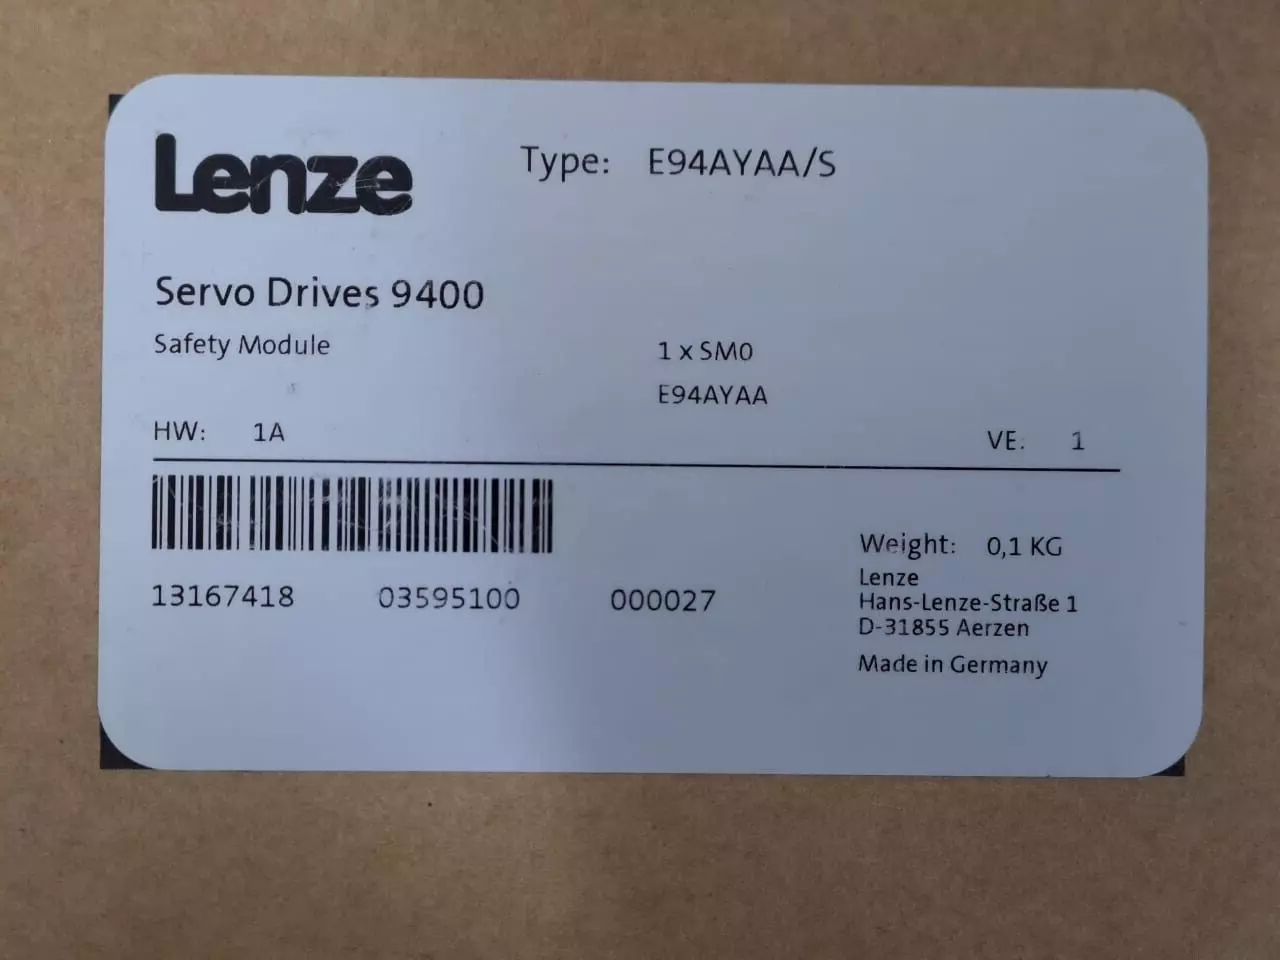 Lenze
Type: E94AYAA/S
Servo Drives 9400
Safety Module
1 x SM0
E94AYAA
HW: 1A
VE: 1
13167418 03595100 000027
Weight: 0,1 KG
Lenze
Hans-Lenze-Straße 1
D-31855 Aerzen
Made in Germany